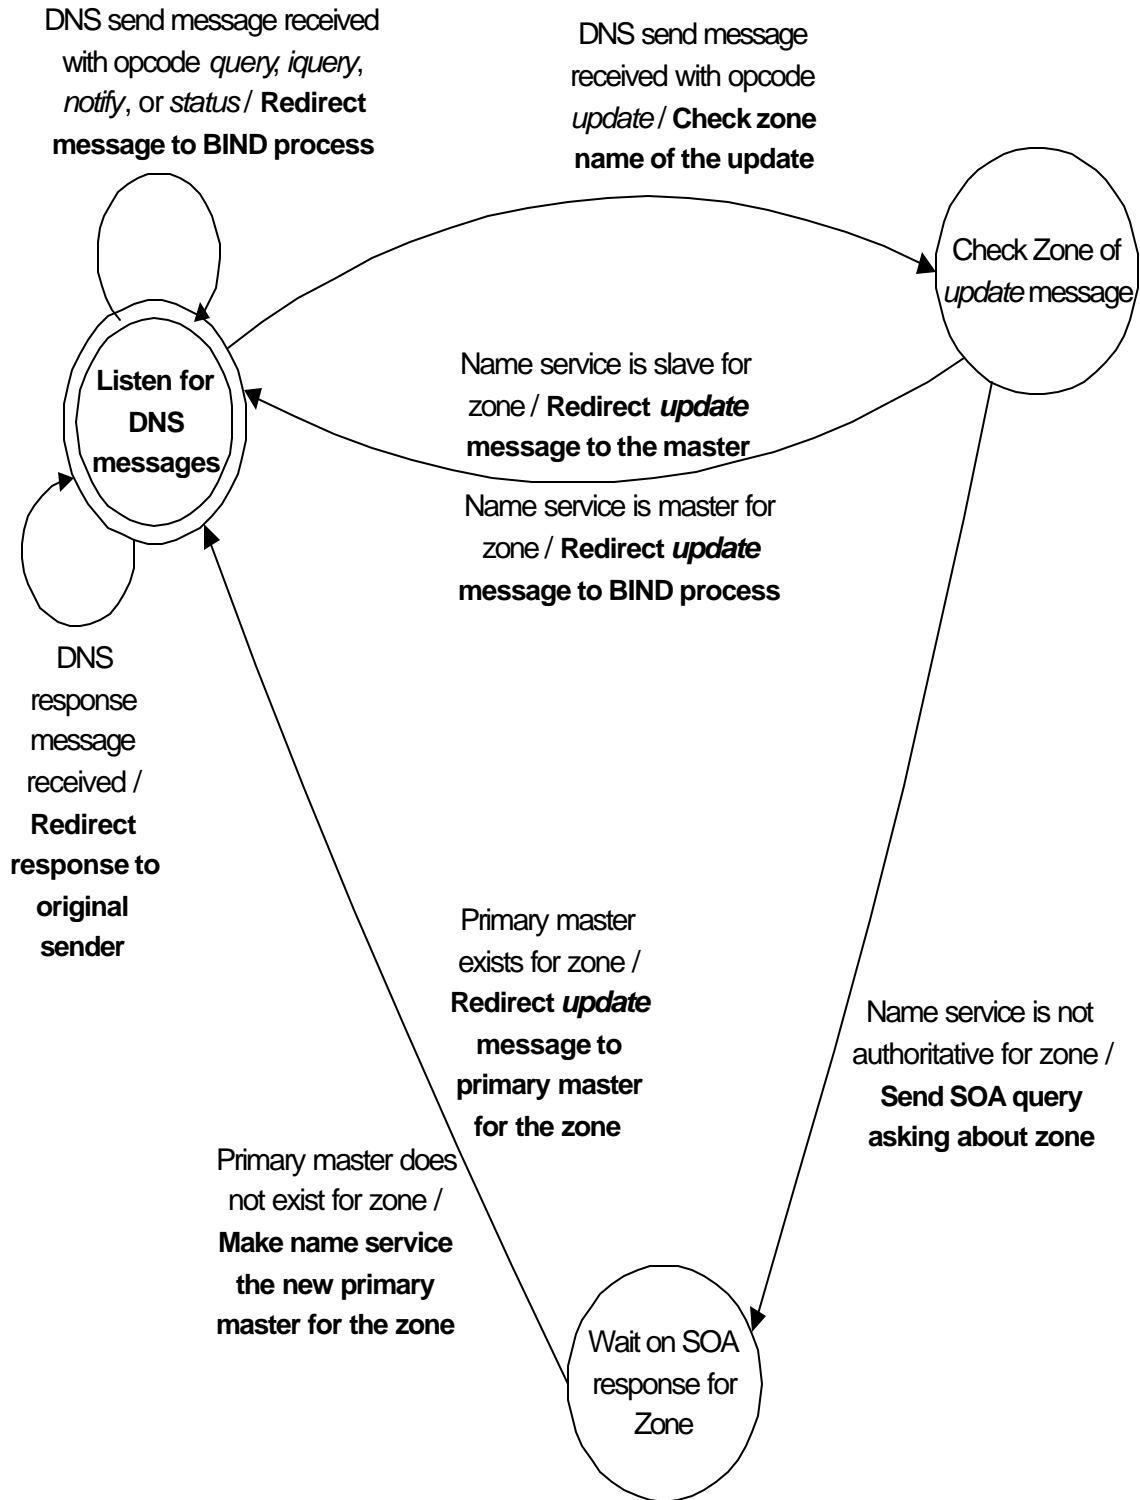 DNS send message received
with opcode query, iquery,
notify, or status / Redirect
message to BIND process
DNS send message
received with opcode
update / Check zone
name of the update
Check Zone of
update message
Listen for
DNS
messages
Name service is slave for
zone / Redirect update
message to the master
Name service is master for
zone / Redirect update
message to BIND process
DNS
response
message
received /
Redirect
response to
original
sender
Primary master
exists for zone /
Redirect update
message to
primary master
for the zone
Name service is not
authoritative for zone /
Send SOA query
asking about zone
Primary master does
not exist for zone /
Make name service
the new primary
master for the zone
Wait on SOA
response for
Zone